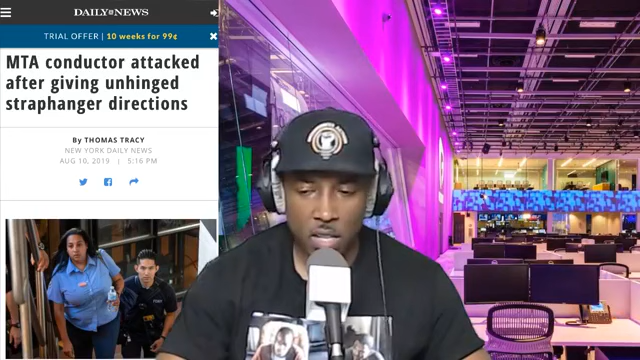 DAILY NEWS
TRIAL OFFER | 10 weeks for 99¢
MTA conductor attacked
after giving unhinged
straphanger directions
By THOMAS TRACY
NEW YORK DAILY NEWS
AUG 10, 2019 | 5:16 PM